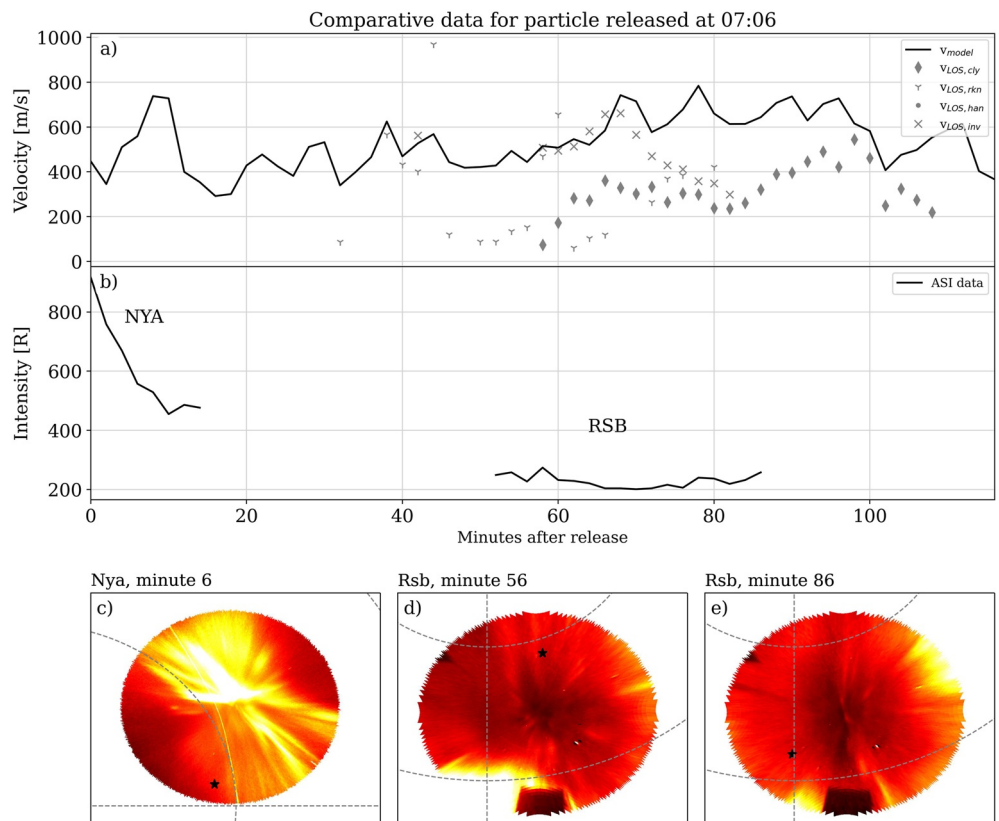 Comparative data for particle released at 07:06
a)
1000
800
600
400
200
0
Velocity [m/s]
v_model
v_LOS,cly
v_LOS,rkn
v_LOS,han
v_LOS,inv
b)
ASI data
800
600
400
200
Intensity [R]
NYA
RSB
0 20 40 60 80 100
Minutes after release
Nya, minute 6
Rsb, minute 56
Rsb, minute 86
c)
d)
e)